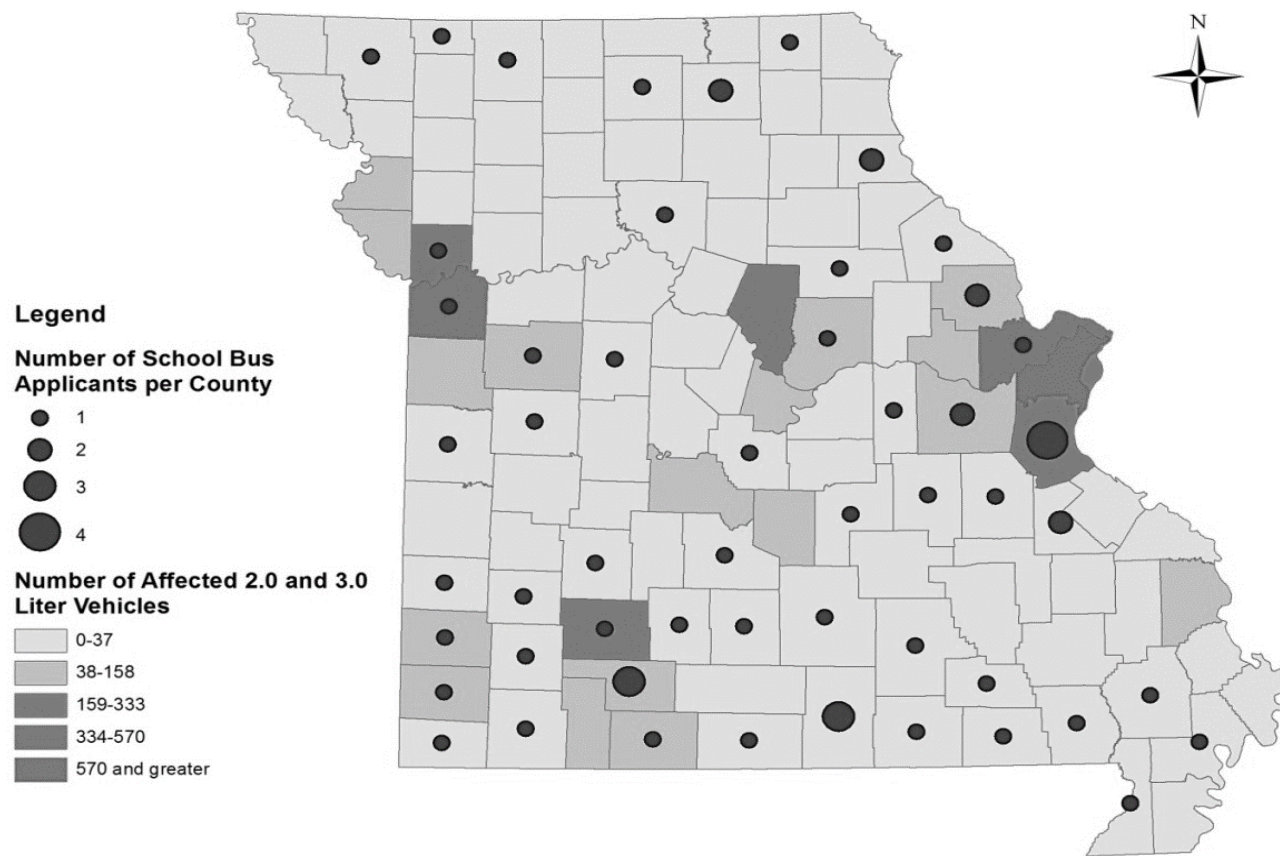 N
Legend
Number of School Bus
Applicants per County
1
2
3
4
Number of Affected 2.0 and 3.0
Liter Vehicles
0-37
38-158
159-333
334-570
570 and greater